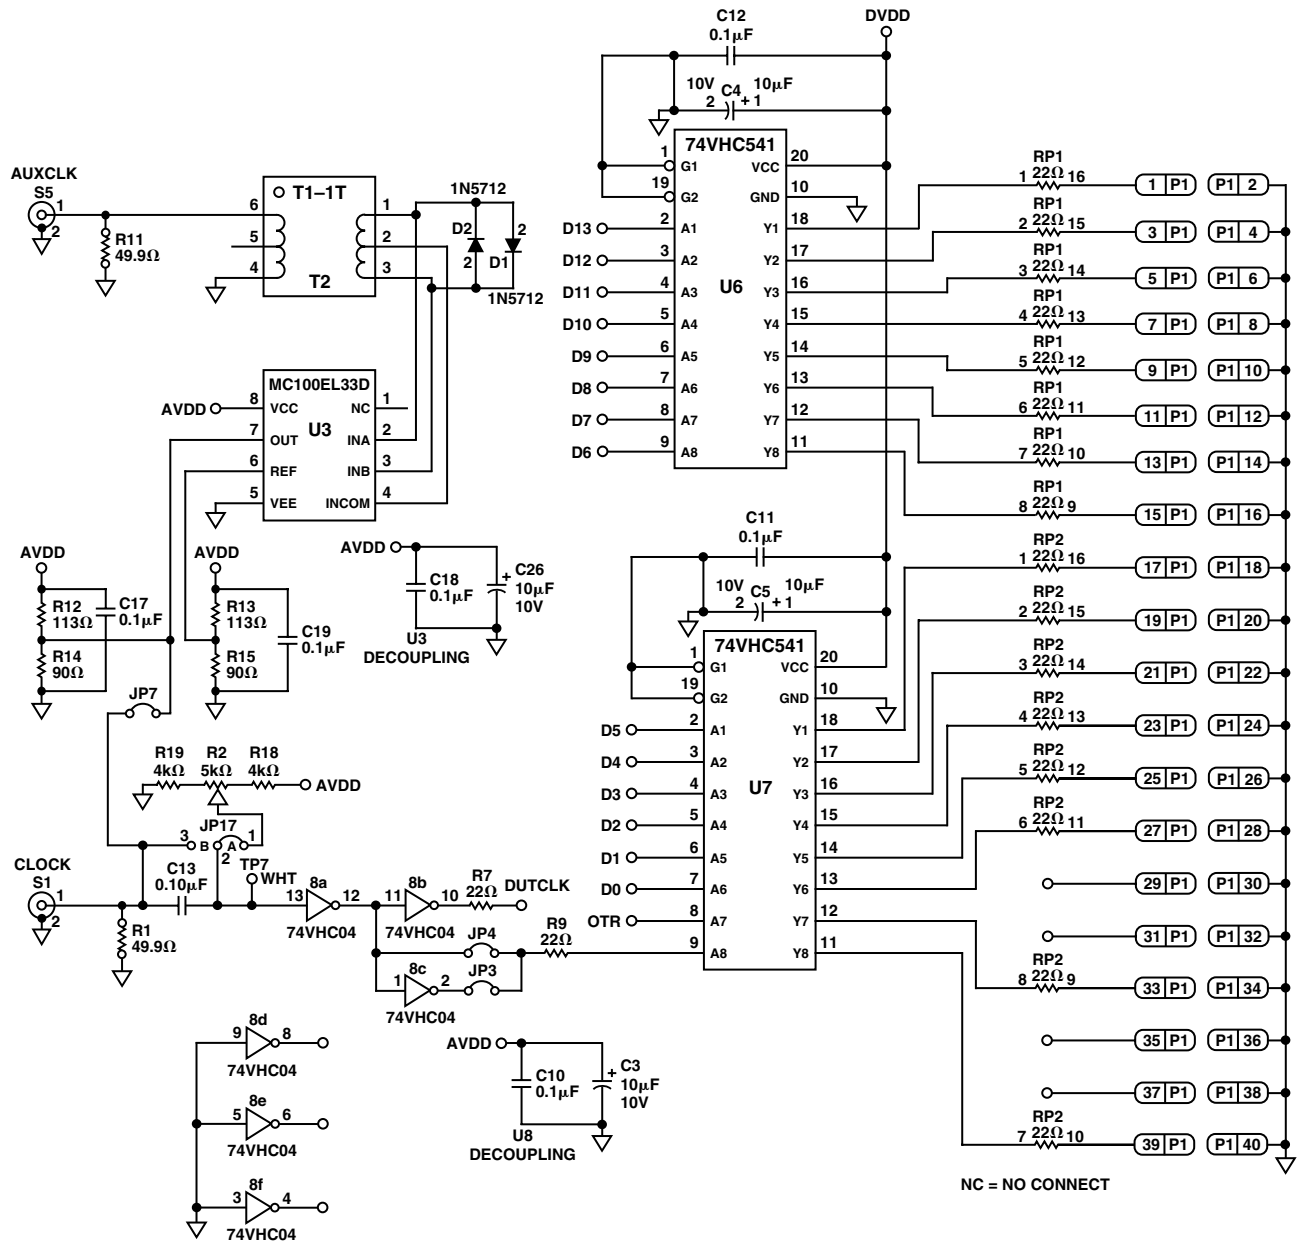 C12
0.1µF
DVDD
10V
10µF
C4
2
+
1
74VHC541
1 G1
VCC 20
19 G2
GND 10
D13 2 A1
Y1 18
D12 3 A2
Y2 17
D11 4 A3
Y3 16
U6
D10 5 A4
Y4 15
D9 6 A5
Y5 14
D8 7 A6
Y6 13
D7 8 A7
Y7 12
D6 9 A8
Y8 11
AUXCLK
S5
1
2
R11
49.9Ω
T1–1T
6
5
4
1
2
3
T2
1N5712
D2
2
2
D1
1N5712
MC100EL33D
AVDD 8 VCC
NC 1
U3
7 OUT
INA 2
6 REF
INB 3
5 VEE
INCOM 4
AVDD
R12
113Ω
C17
0.1µF
R14
90Ω
AVDD
R13
113Ω
C19
0.1µF
R15
90Ω
AVDD
C18
0.1µF
+
C26
10µF
10V
U3
DECOUPLING
JP7
R19
4kΩ
R2
5kΩ
R18
4kΩ
AVDD
JP17
3 B A 1
2
CLOCK
S1
1
2
R1
49.9Ω
C13
0.10µF
TP7
WHT
8a
13 12
74VHC04
8b
11 10
74VHC04
R7
22Ω
DUTCLK
JP4
8c
1 2
74VHC04
JP3
R9
22Ω
8d
9 8
74VHC04
8e
5 6
74VHC04
8f
3 4
74VHC04
AVDD
C10
0.1µF
+
C3
10µF
10V
U8
DECOUPLING
C11
0.1µF
10V
10µF
C5
2
+
1
74VHC541
1 G1
VCC 20
19 G2
GND 10
D5 2 A1
Y1 18
D4 3 A2
Y2 17
D3 4 A3
Y3 16
U7
D2 5 A4
Y4 15
D1 6 A5
Y5 14
D0 7 A6
Y6 13
OTR 8 A7
Y7 12
9 A8
Y8 11
RP1
1 22Ω 16
1 P1
P1 2
RP1
2 22Ω 15
3 P1
P1 4
RP1
3 22Ω 14
5 P1
P1 6
RP1
4 22Ω 13
7 P1
P1 8
RP1
5 22Ω 12
9 P1
P1 10
RP1
6 22Ω 11
11 P1
P1 12
RP1
7 22Ω 10
13 P1
P1 14
RP1
8 22Ω 9
15 P1
P1 16
RP2
1 22Ω 16
17 P1
P1 18
RP2
2 22Ω 15
19 P1
P1 20
RP2
3 22Ω 14
21 P1
P1 22
RP2
4 22Ω 13
23 P1
P1 24
RP2
5 22Ω 12
25 P1
P1 26
RP2
6 22Ω 11
27 P1
P1 28
29 P1
P1 30
31 P1
P1 32
RP2
8 22Ω 9
33 P1
P1 34
35 P1
P1 36
37 P1
P1 38
RP2
7 22Ω 10
39 P1
P1 40
NC = NO CONNECT